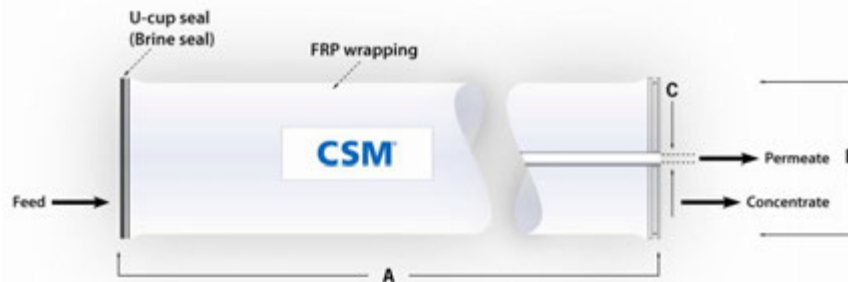 U-cup seal
(Brine seal)
FRP wrapping
C
CSM
Permeate
Feed
Concentrate
A